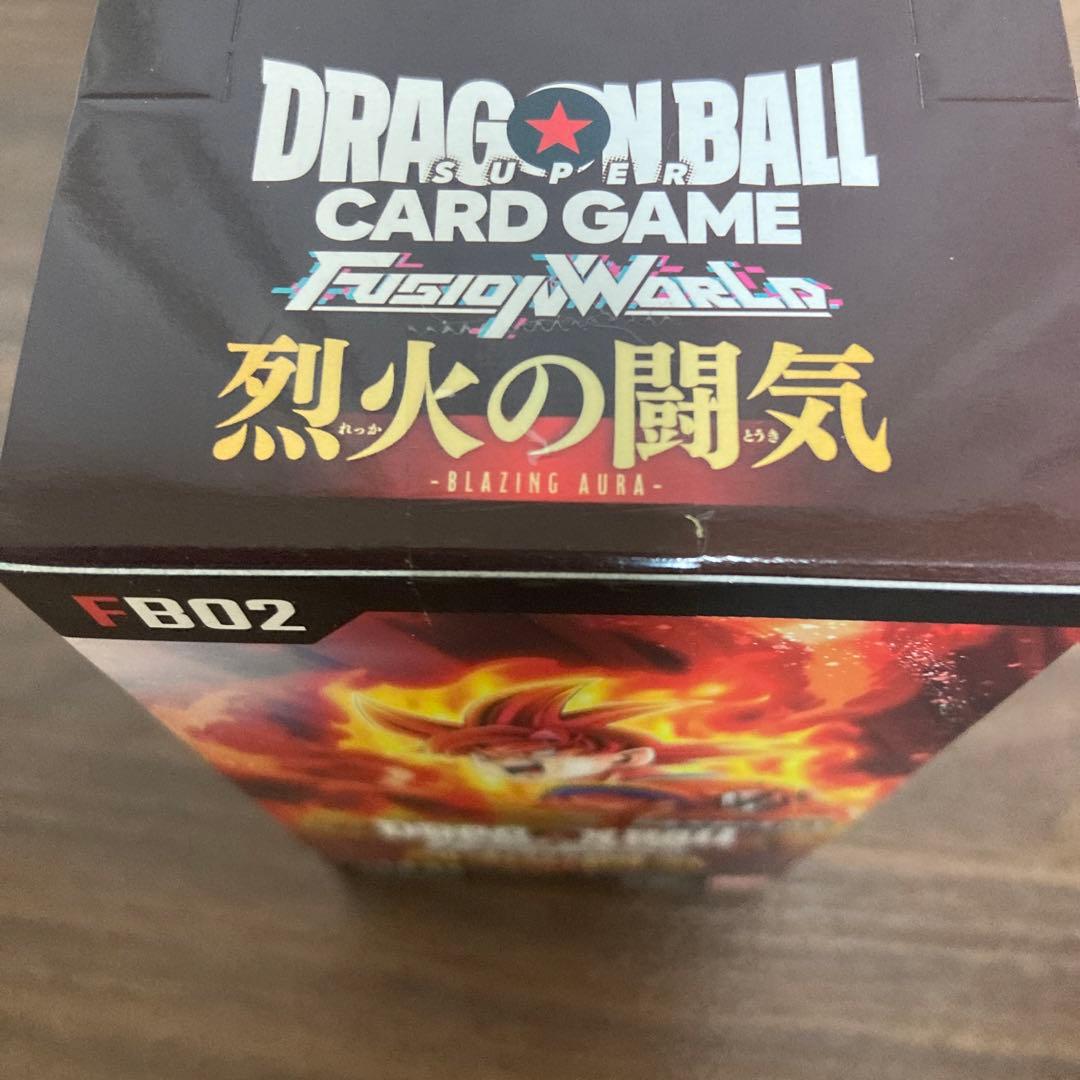 DRAGON BALL
SUPER
CARD GAME
FUSION WORLD
烈火の闘気
れっか とうき
-BLAZING AURA-
FB02